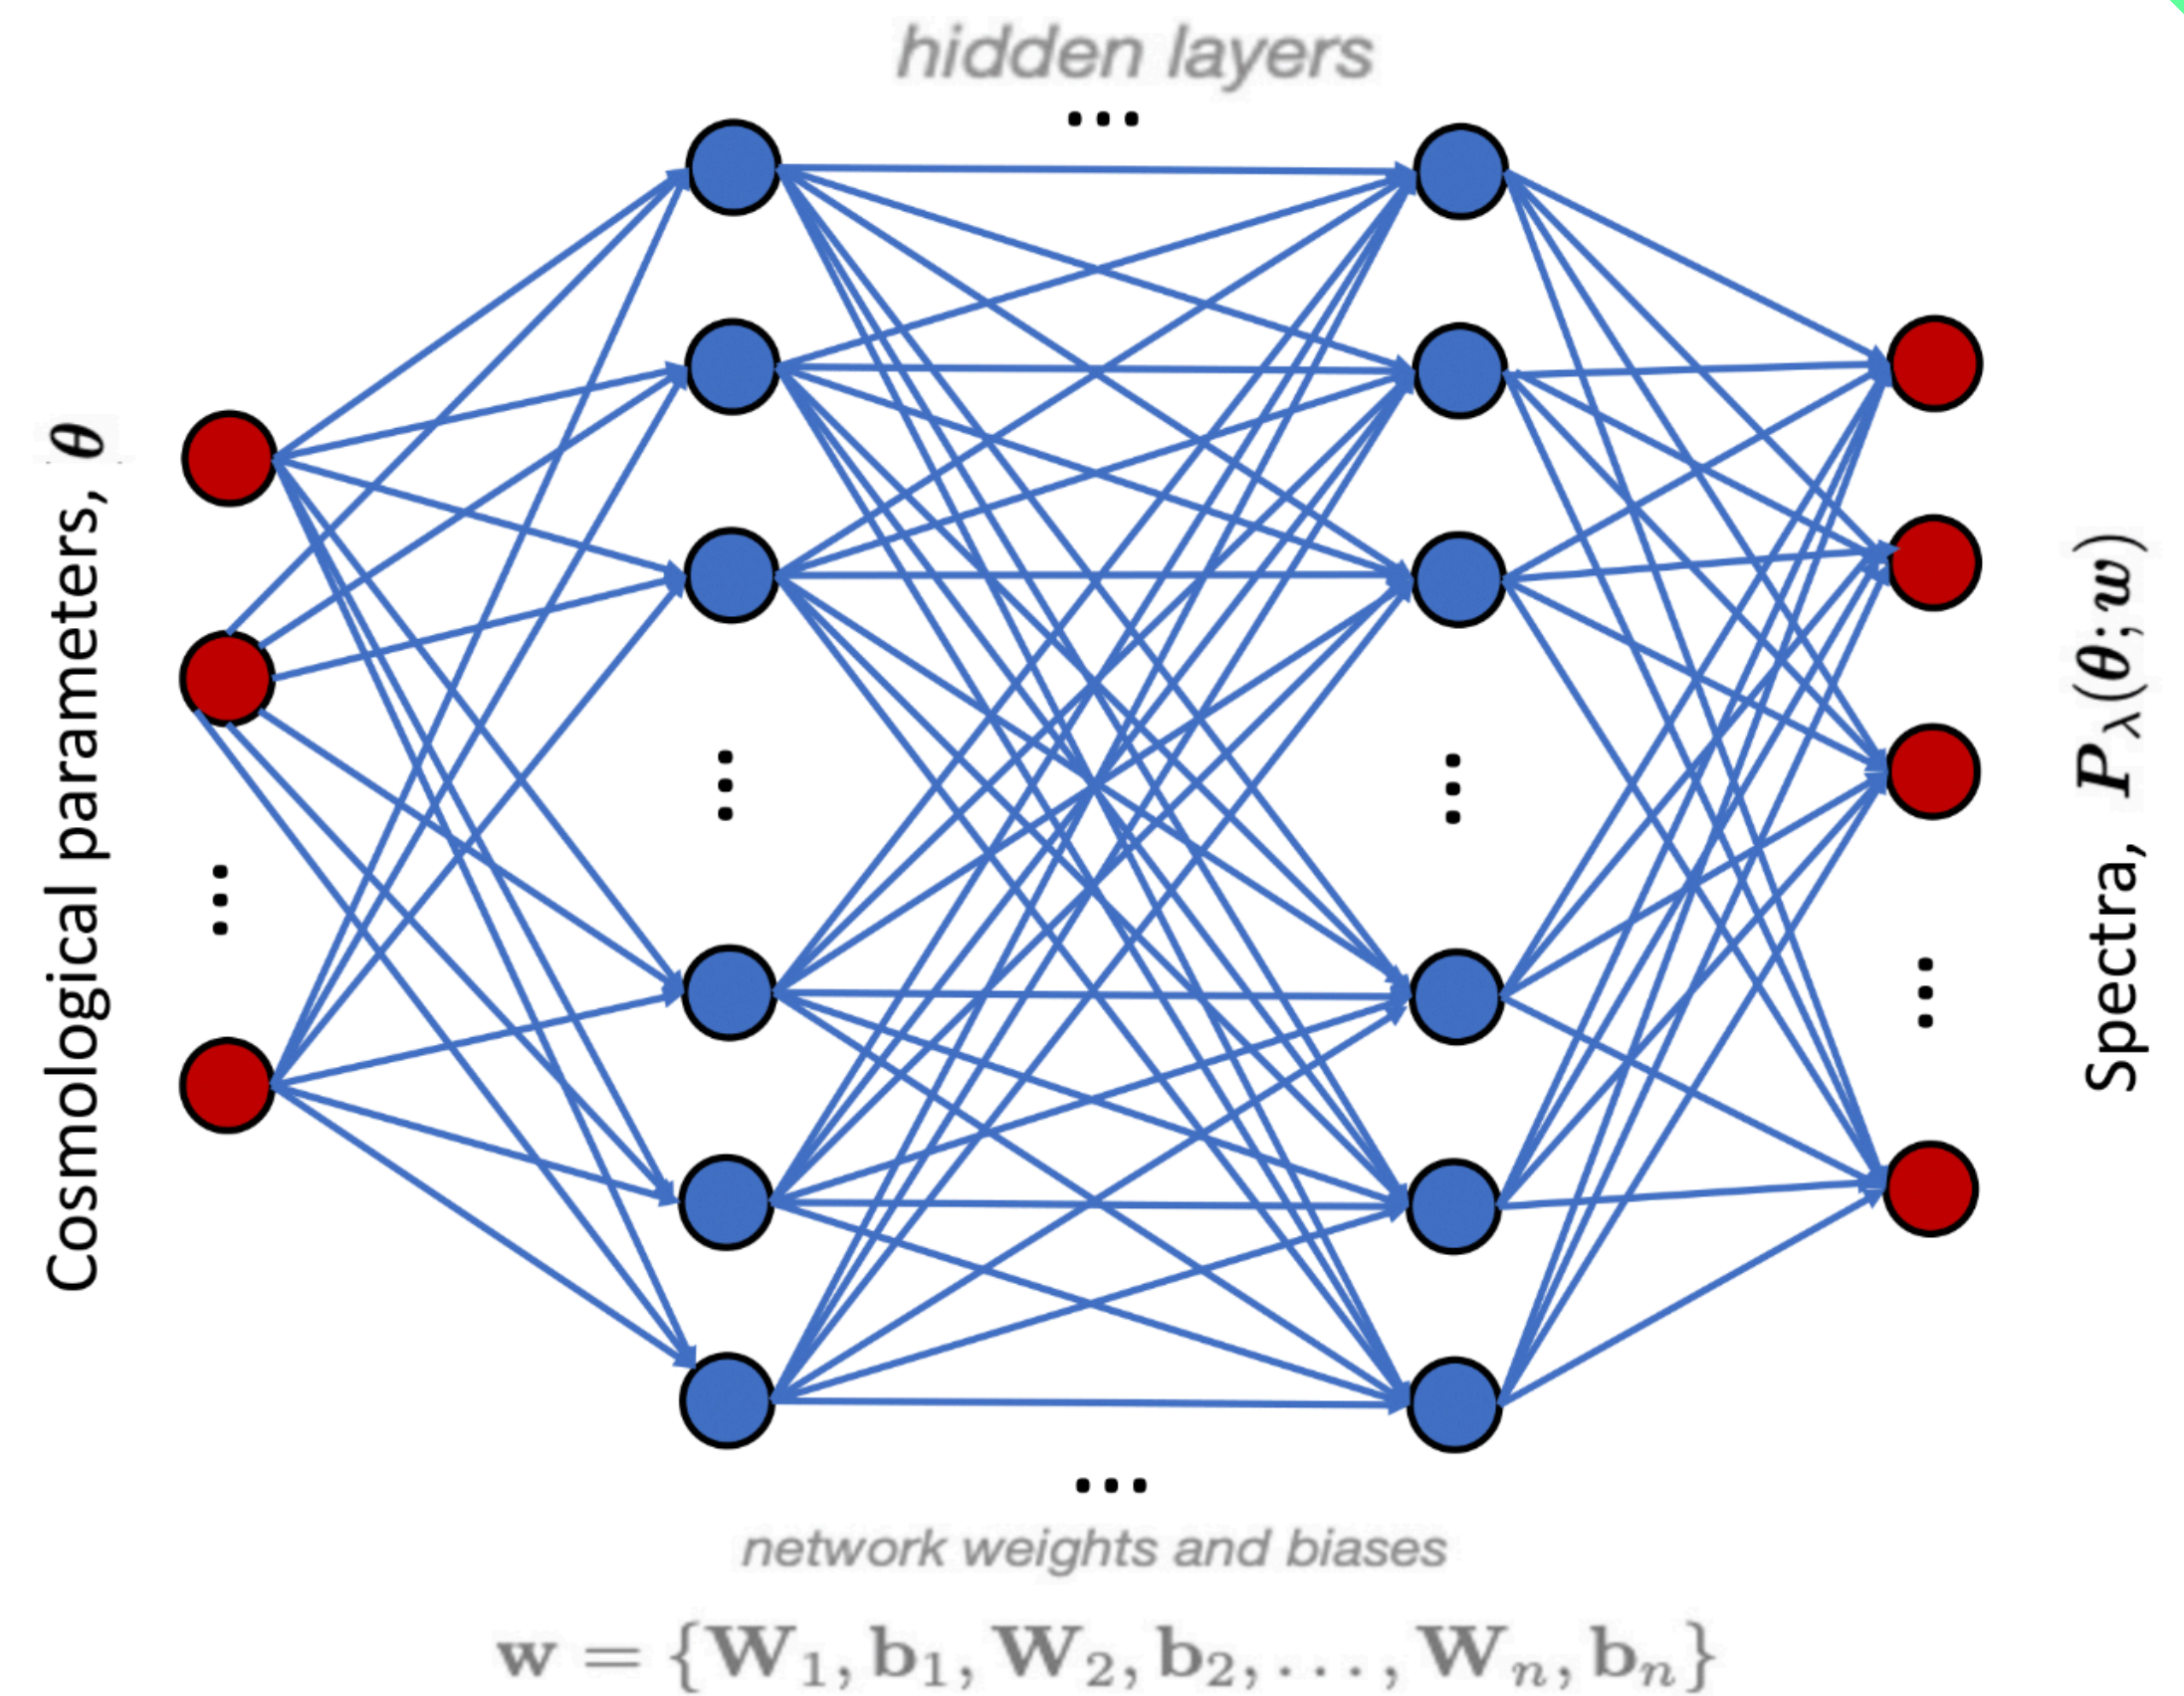 hidden layers
...
Cosmological parameters, θ
...
...
...
...
Spectra, P_λ(θ; w)
...
network weights and biases
w = {W₁, b₁, W₂, b₂, . . . , Wₙ, bₙ}